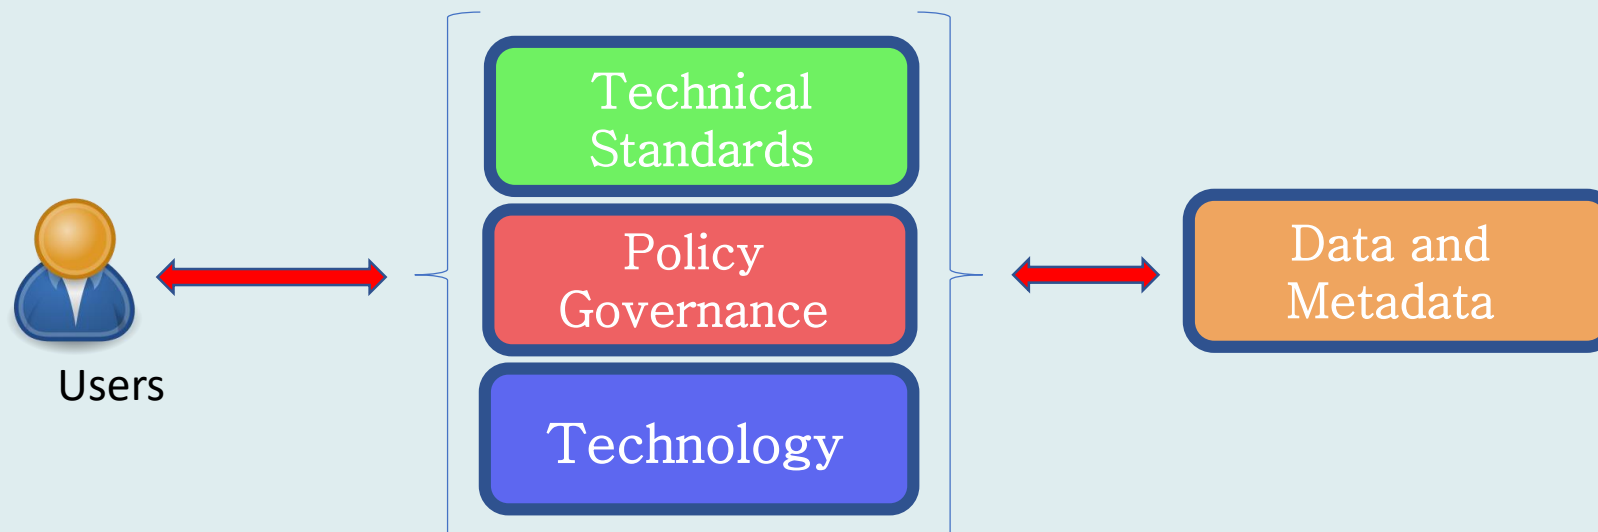 Technical
Standards
Policy
Governance
Technology
Users
Data and
Metadata